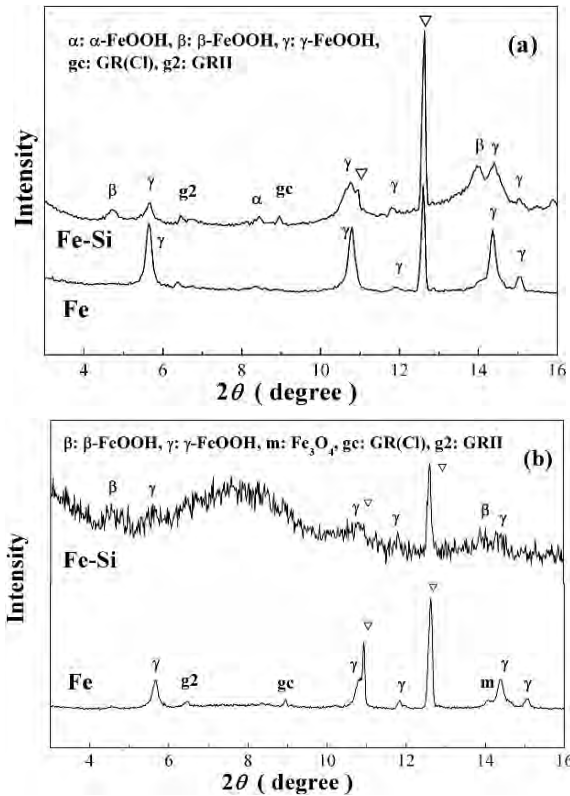 α: α-FeOOH, β: β-FeOOH, γ: γ-FeOOH,
gc: GR(Cl), g2: GRII
(a)
β γ g2 α gc γ γ β γ γ
Fe-Si
γ γ γ γ γ
Fe
Intensity
4 6 8 10 12 14 16
2θ ( degree )
β: β-FeOOH, γ: γ-FeOOH, m: Fe₃O₄, gc: GR(Cl), g2: GRII
(b)
β γ γ γ β γ
Fe-Si
Fe
γ g2 gc γ γ m γ γ
Intensity
4 6 8 10 12 14 16
2θ ( degree )